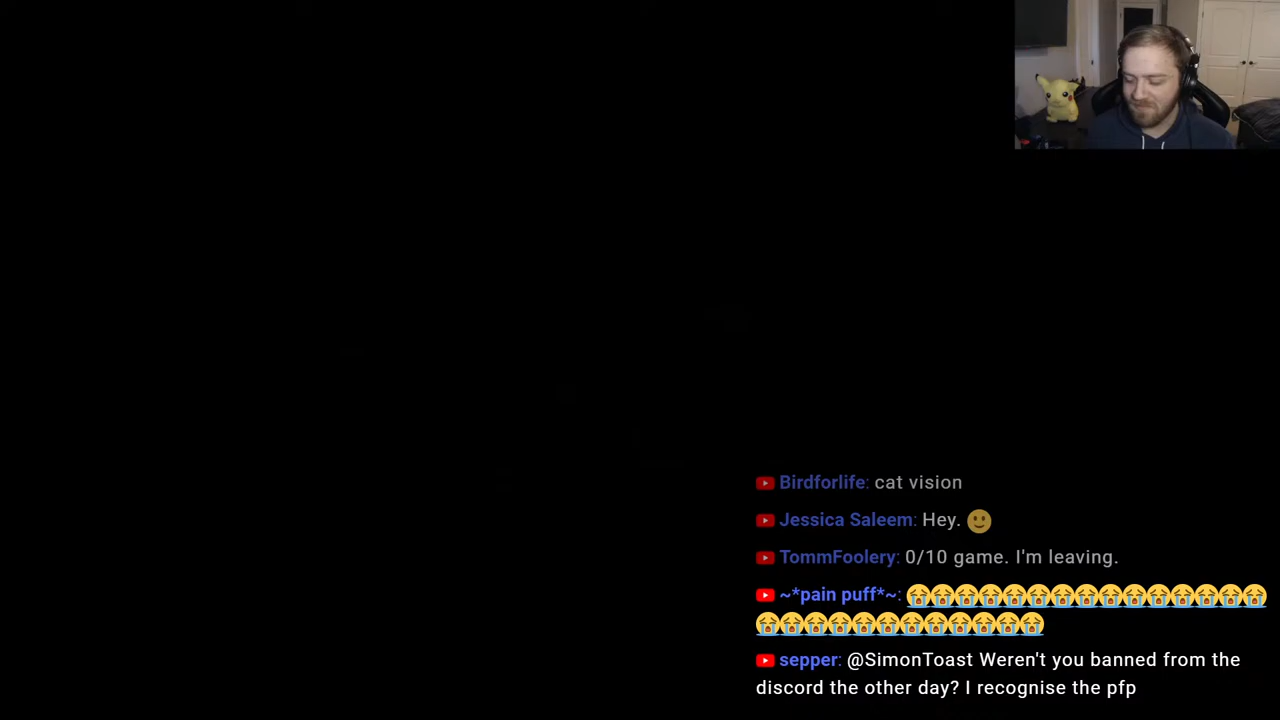 Birdforlife: cat vision
Jessica Saleem: Hey. 🙂
TommFoolery: 0/10 game. I'm leaving.
~*pain puff*~: 😭😭😭😭😭😭😭😭😭😭😭😭😭😭😭
😭😭😭😭😭😭😭😭😭😭😭😭
sepper: @SimonToast Weren't you banned from the
discord the other day? I recognise the pfp